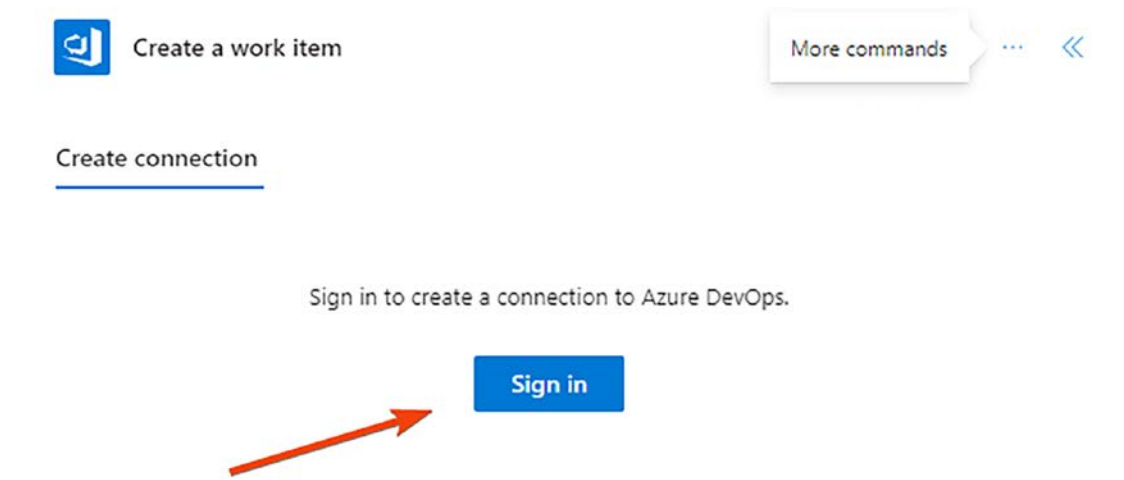 Create a work item
More commands
Create connection
Sign in to create a connection to Azure DevOps.
Sign in